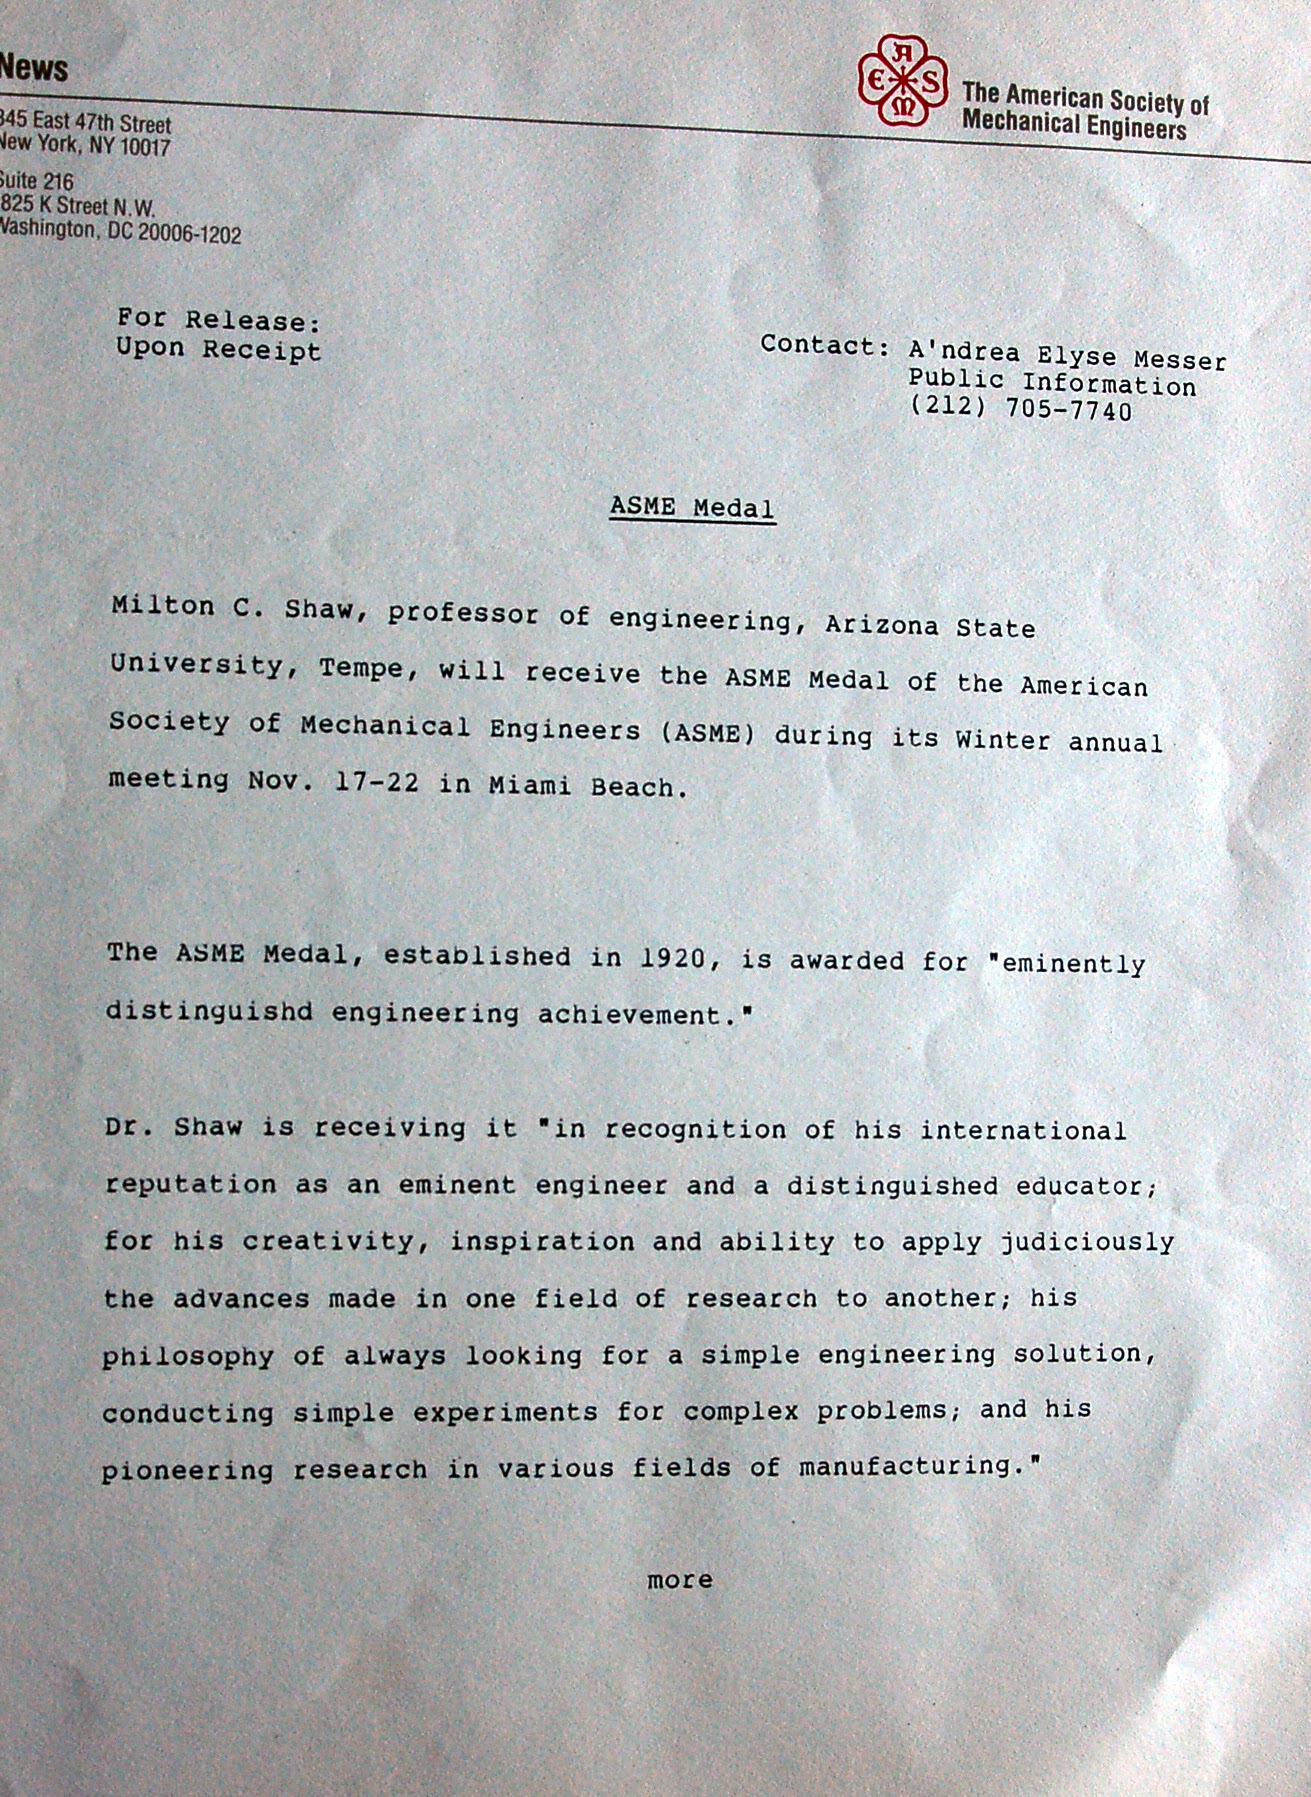 News
345 East 47th Street
New York, NY 10017
Suite 216
1825 K Street N.W.
Washington, DC 20006-1202
A S M E
The American Society of
Mechanical Engineers
For Release:
Upon Receipt
Contact: A'ndrea Elyse Messer
Public Information
(212) 705-7740
ASME Medal
Milton C. Shaw, professor of engineering, Arizona State
University, Tempe, will receive the ASME Medal of the American
Society of Mechanical Engineers (ASME) during its Winter annual
meeting Nov. 17-22 in Miami Beach.
The ASME Medal, established in 1920, is awarded for "eminently
distinguishd engineering achievement."
Dr. Shaw is receiving it "in recognition of his international
reputation as an eminent engineer and a distinguished educator;
for his creativity, inspiration and ability to apply judiciously
the advances made in one field of research to another; his
philosophy of always looking for a simple engineering solution,
conducting simple experiments for complex problems; and his
pioneering research in various fields of manufacturing."
more